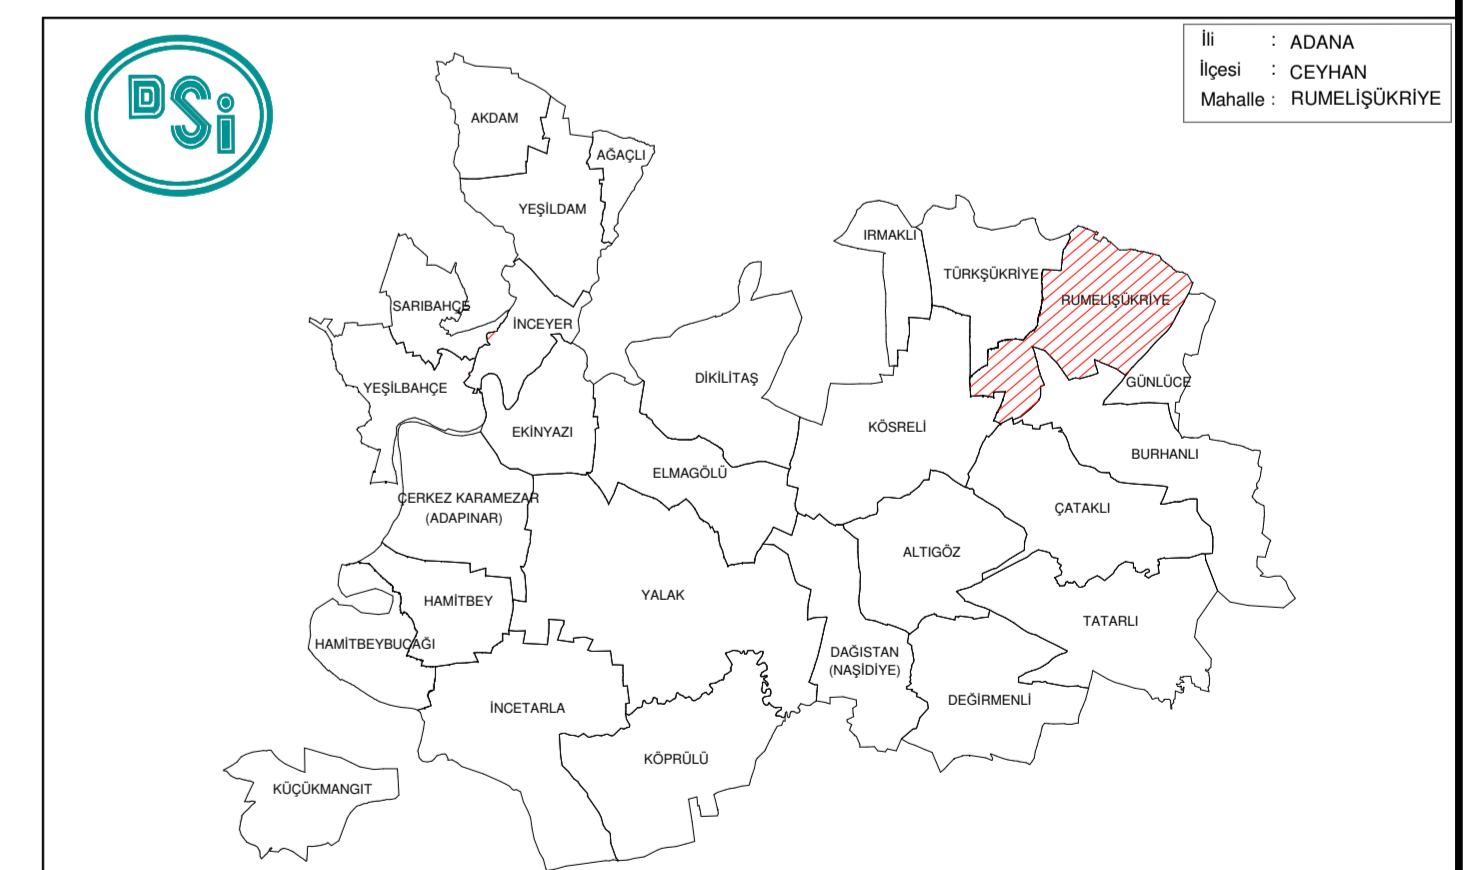 DSi
İli : ADANA
İlçesi : CEYHAN
Mahalle : RUMELİŞÜKRİYE
AKDAM
AĞAÇLI
YEŞİLDAM
IRMAKLI
TÜRKŞÜKRİYE
RUMELİŞÜKRİYE
SARIBAHÇE
İNCEYER
DİKİLİTAŞ
GÜNLÜCE
YEŞİLBAHÇE
EKİNYAZI
KÖSRELİ
BURHANLI
ELMAGÖLÜ
ÇERKEZ KARAMEZAR
(ADAPINAR)
ÇATAKLI
ALTIGÖZ
YALAK
HAMİTBEY
TATARLI
HAMİTBEYBUCAĞI
DAĞISTAN
(NAŞİDİYE)
DEĞİRMENLİ
İNCETARLA
KÖPRÜLÜ
KÜÇÜKMANGIT